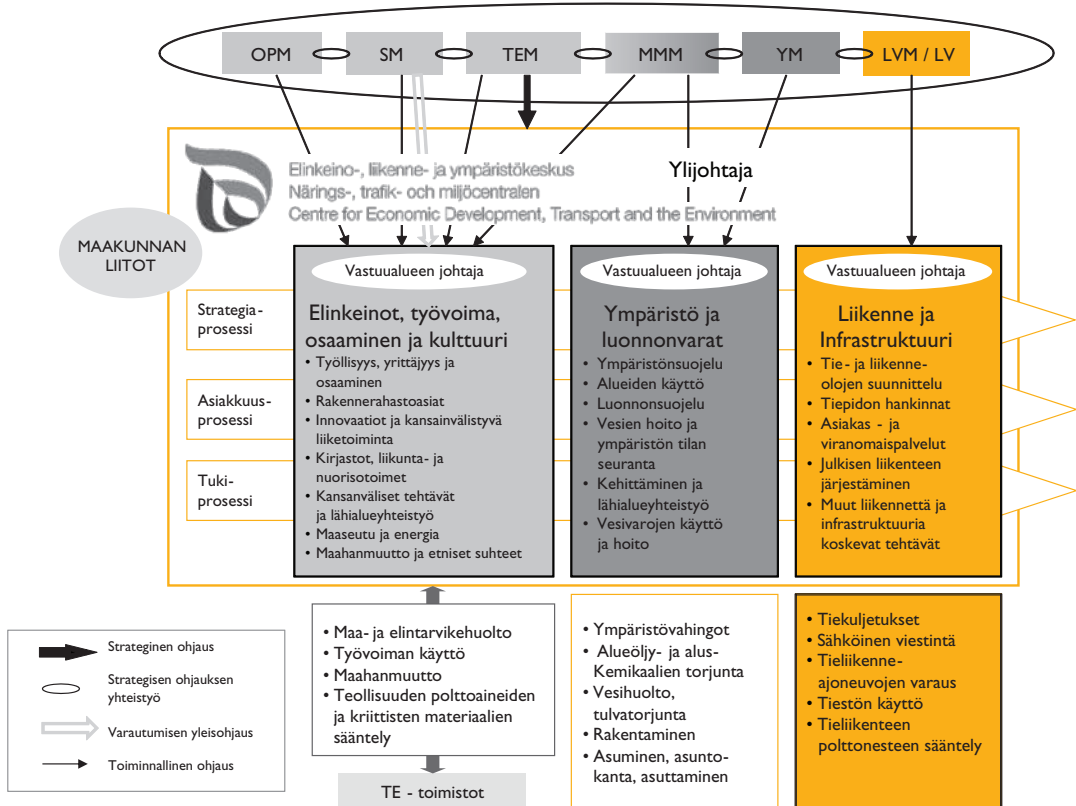 OPM
SM
TEM
MMM
YM
LVM / LV
Elinkeino-, liikenne- ja ympäristökeskus
Närings-, trafik- och miljöcentralen
Centre for Economic Development, Transport and the Environment
Ylijohtaja
MAAKUNNAN
LIITOT
Strategia-
prosessi
Asiakkuus-
prosessi
Tuki-
prosessi
Vastuualueen johtaja
Elinkeinot, työvoima,
osaaminen ja kulttuuri
• Työllisyys, yrittäjyys ja
osaaminen
• Rakennerahastoasiat
• Innovaatiot ja kansainvälistyvä
liiketoiminta
• Kirjastot, liikunta- ja
nuorisotoimet
• Kansanväliset tehtävät
ja lähialueyhteistyö
• Maaseutu ja energia
• Maahanmuutto ja etniset suhteet
Vastuualueen johtaja
Ympäristö ja
luonnonvarat
• Ympäristönsuojelu
• Alueiden käyttö
• Luonnonsuojelu
• Vesien hoito ja
ympäristön tilan
seuranta
• Kehittäminen ja
lähialueyhteistyö
• Vesivarojen käyttö
ja hoito
Vastuualueen johtaja
Liikenne ja
Infrastruktuuri
• Tie- ja liikenne-
olojen suunnittelu
• Tiepidon hankinnat
• Asiakas - ja
viranomaispalvelut
• Julkisen liikenteen
järjestäminen
• Muut liikennettä ja
infrastruktuuria
koskevat tehtävät
Strateginen ohjaus
Strategisen ohjauksen
yhteistyö
Varautumisen yleisohjaus
Toiminnallinen ohjaus
• Maa- ja elintarvikehuolto
• Työvoiman käyttö
• Maahanmuutto
• Teollisuuden polttoaineiden
ja kriittisten materiaalien
sääntely
TE - toimistot
• Ympäristövahingot
• Alueöljy- ja alus-
Kemikaalien torjunta
• Vesihuolto,
tulvatorjunta
• Rakentaminen
• Asuminen, asunto-
kanta, asuttaminen
• Tiekuljetukset
• Sähköinen viestintä
• Tieliikenne-
ajoneuvojen varaus
• Tiestön käyttö
• Tieliikenteen
polttonesteen sääntely